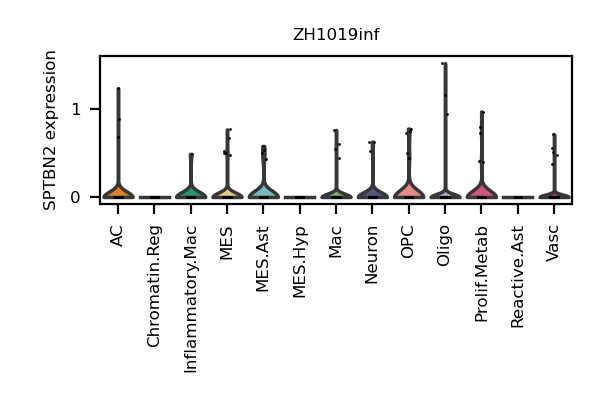 ZH1019inf
SPTBN2 expression
1
0
AC
Chromatin.Reg
Inflammatory.Mac
MES
MES.Ast
MES.Hyp
Mac
Neuron
OPC
Oligo
Prolif.Metab
Reactive.Ast
Vasc